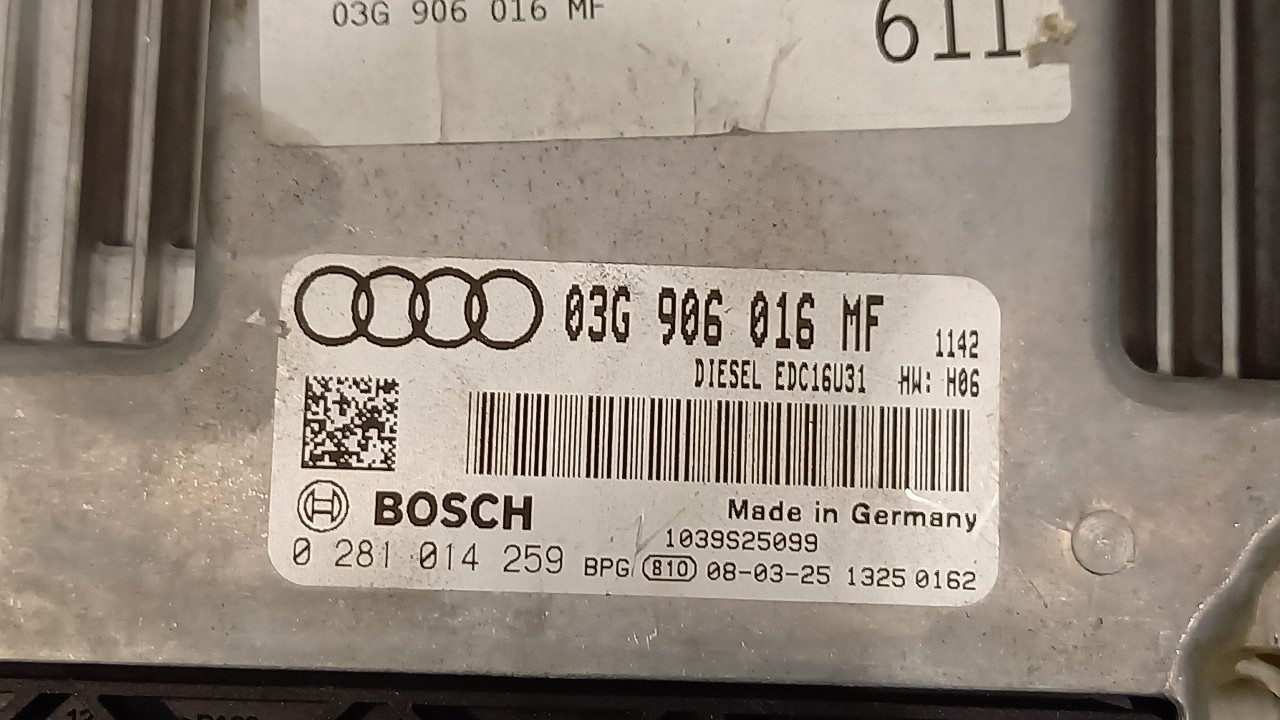 03G 906 016 MF
611
03G 906 016 MF
1142
DIESEL EDC16U31 HW: H06
BOSCH
Made in Germany
1039S25099
0 281 014 259 BPG 810 08-03-25 1325 0162